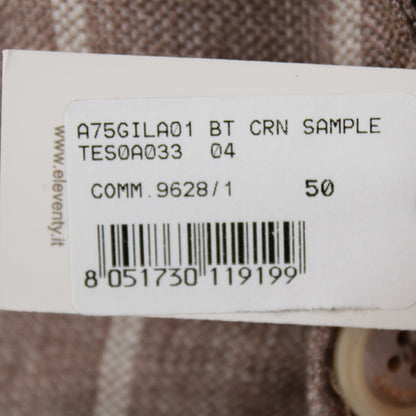 A75GILA01 BT CRN SAMPLE
TES0A033 04
COMM.9628/1 50
8 051730 119199
www.eleventy.it